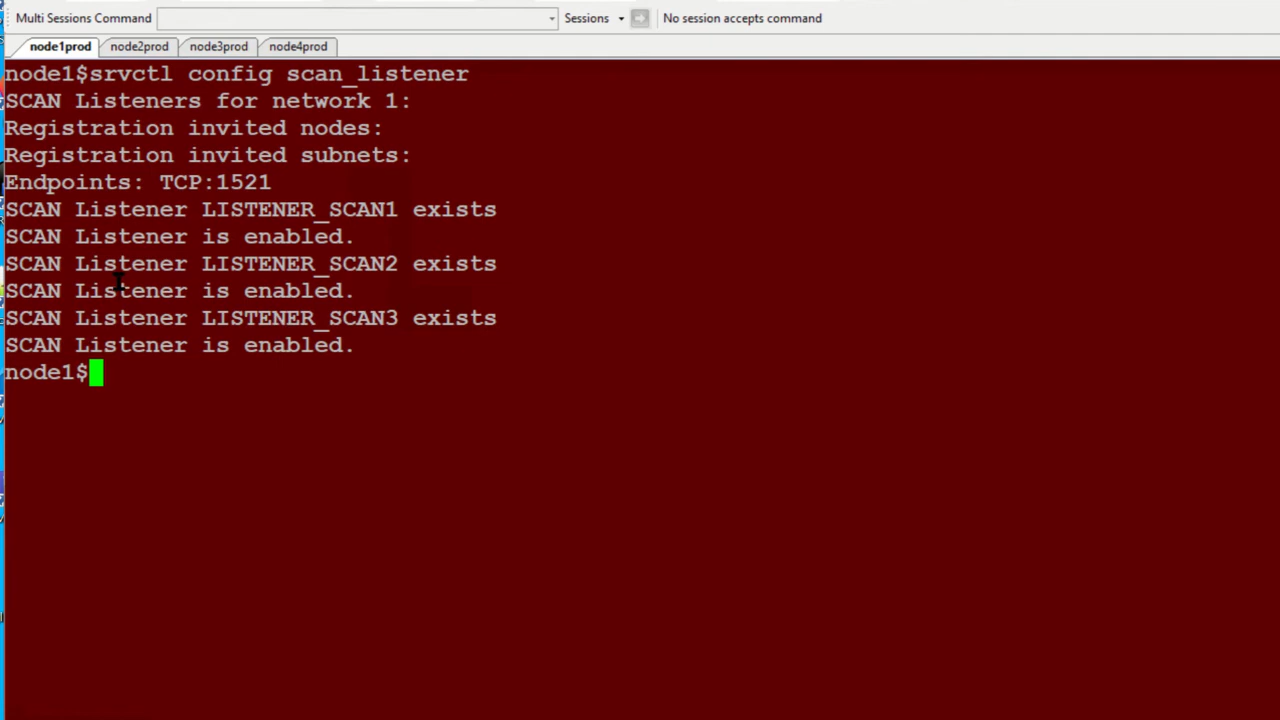 Multi Sessions Command Sessions No session accepts command
node1prod node2prod node3prod node4prod
node1$srvctl config scan_listener
SCAN Listeners for network 1:
Registration invited nodes:
Registration invited subnets:
Endpoints: TCP:1521
SCAN Listener LISTENER_SCAN1 exists
SCAN Listener is enabled.
SCAN Listener LISTENER_SCAN2 exists
SCAN Listener is enabled.
SCAN Listener LISTENER_SCAN3 exists
SCAN Listener is enabled.
node1$